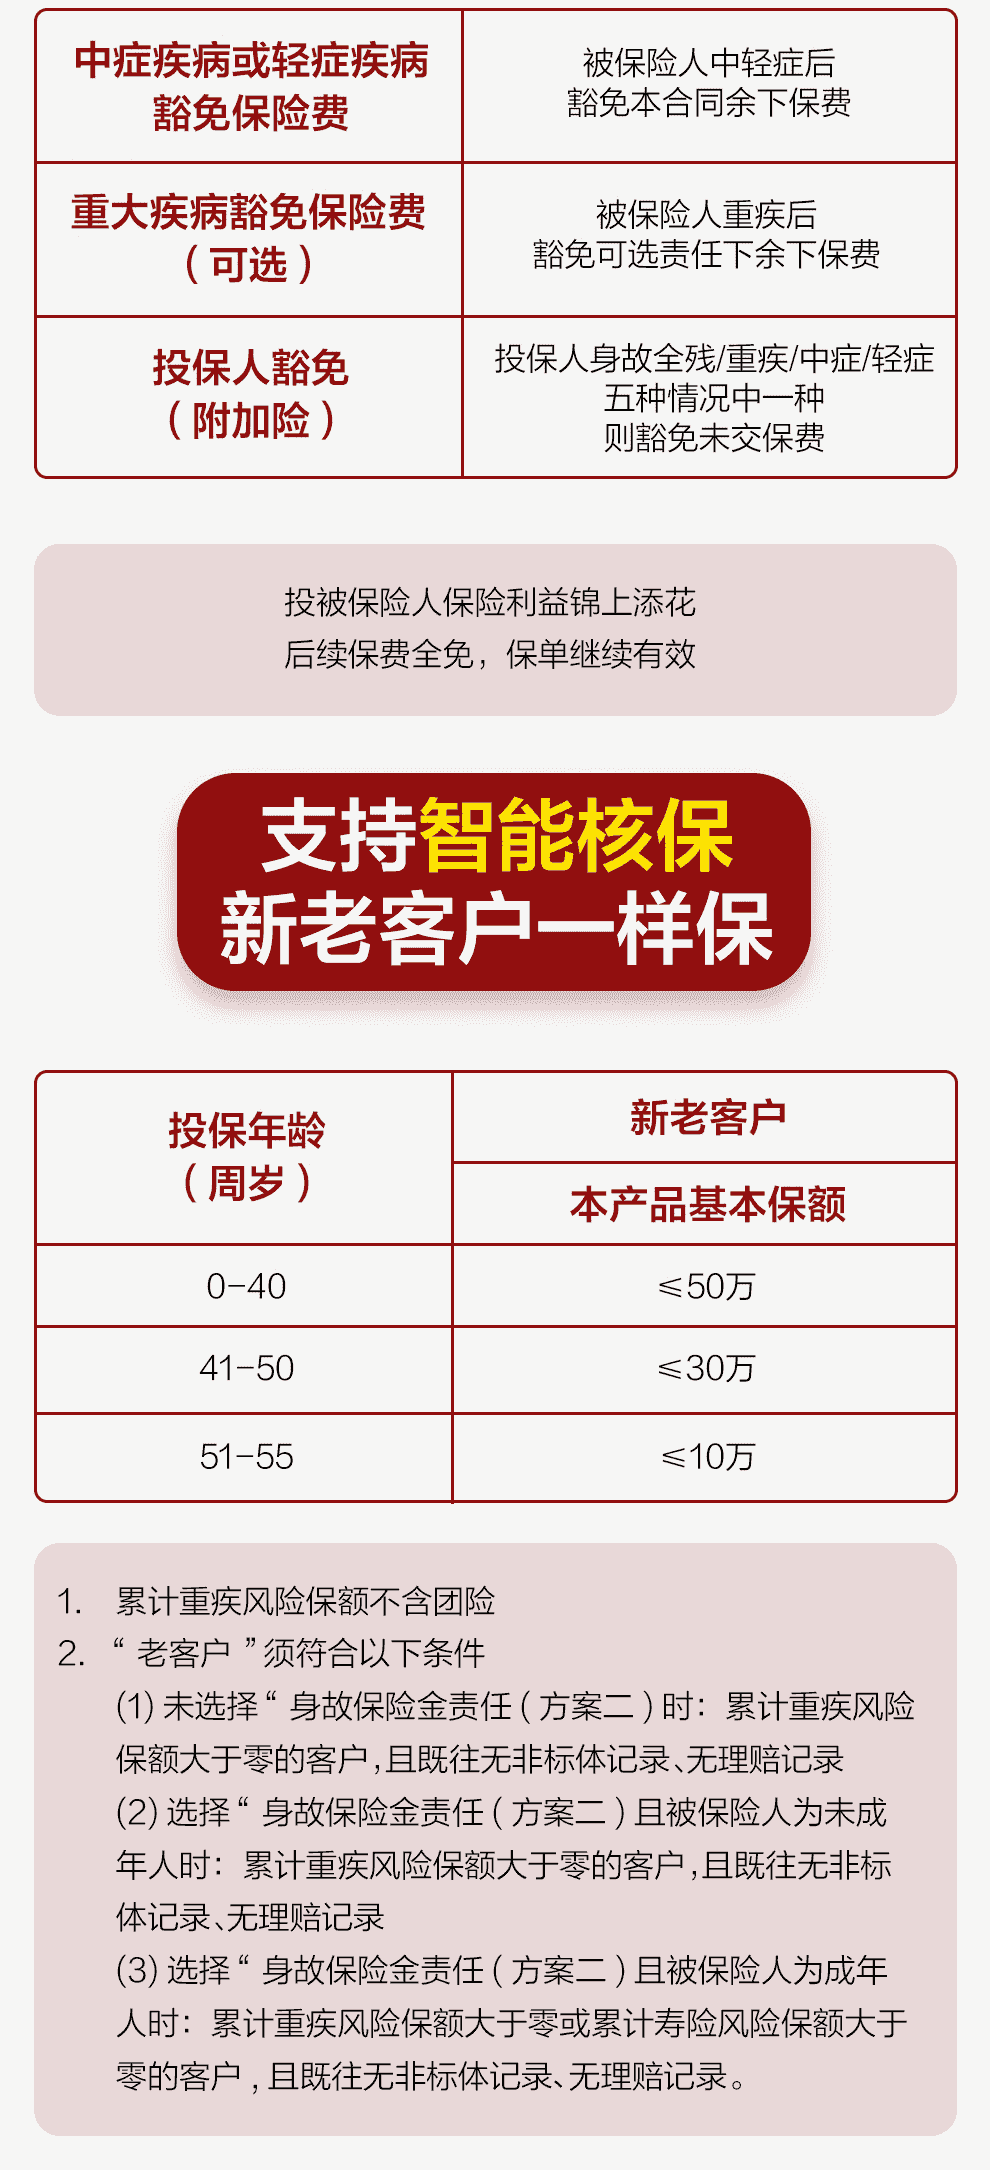 中症疾病或轻症疾病
豁免保险费
被保险人中轻症后
豁免本合同余下保费
重大疾病豁免保险费
（可选）
被保险人重疾后
豁免可选责任下余下保费
投保人豁免
（附加险）
投保人身故全残/重疾/中症/轻症
五种情况中一种
则豁免未交保费
投被保险人保险利益锦上添花
后续保费全免，保单继续有效
支持智能核保
新老客户一样保
投保年龄
（周岁）
新老客户
本产品基本保额
0-40
≤50万
41-50
≤30万
51-55
≤10万
1. 累计重疾风险保额不含团险
2. “老客户”须符合以下条件
(1)未选择“身故保险金责任(方案二)时：累计重疾风险
保额大于零的客户,且既往无非标体记录、无理赔记录
(2)选择“身故保险金责任(方案二)且被保险人为未成
年人时：累计重疾风险保额大于零的客户,且既往无非标
体记录、无理赔记录
(3)选择“身故保险金责任(方案二)且被保险人为成年
人时：累计重疾风险保额大于零或累计寿险风险保额大于
零的客户,且既往无非标体记录、无理赔记录。